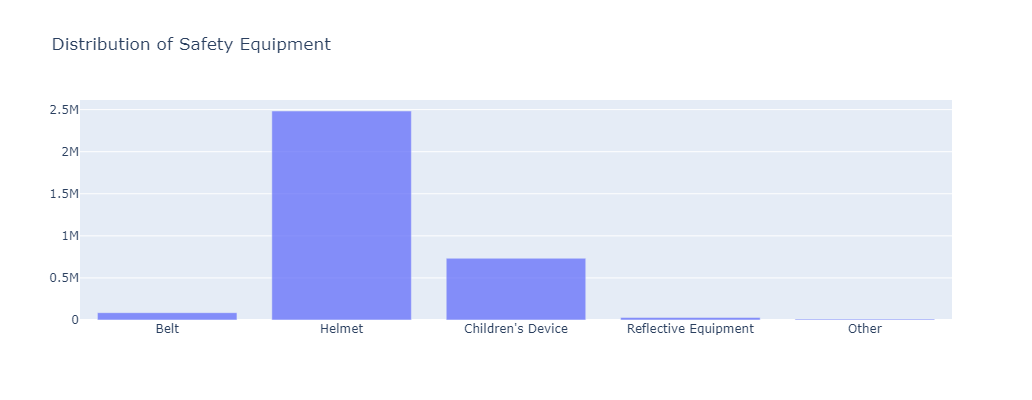 Distribution of Safety Equipment
2.5M
2M
1.5M
1M
0.5M
0
Belt
Helmet
Children's Device
Reflective Equipment
Other